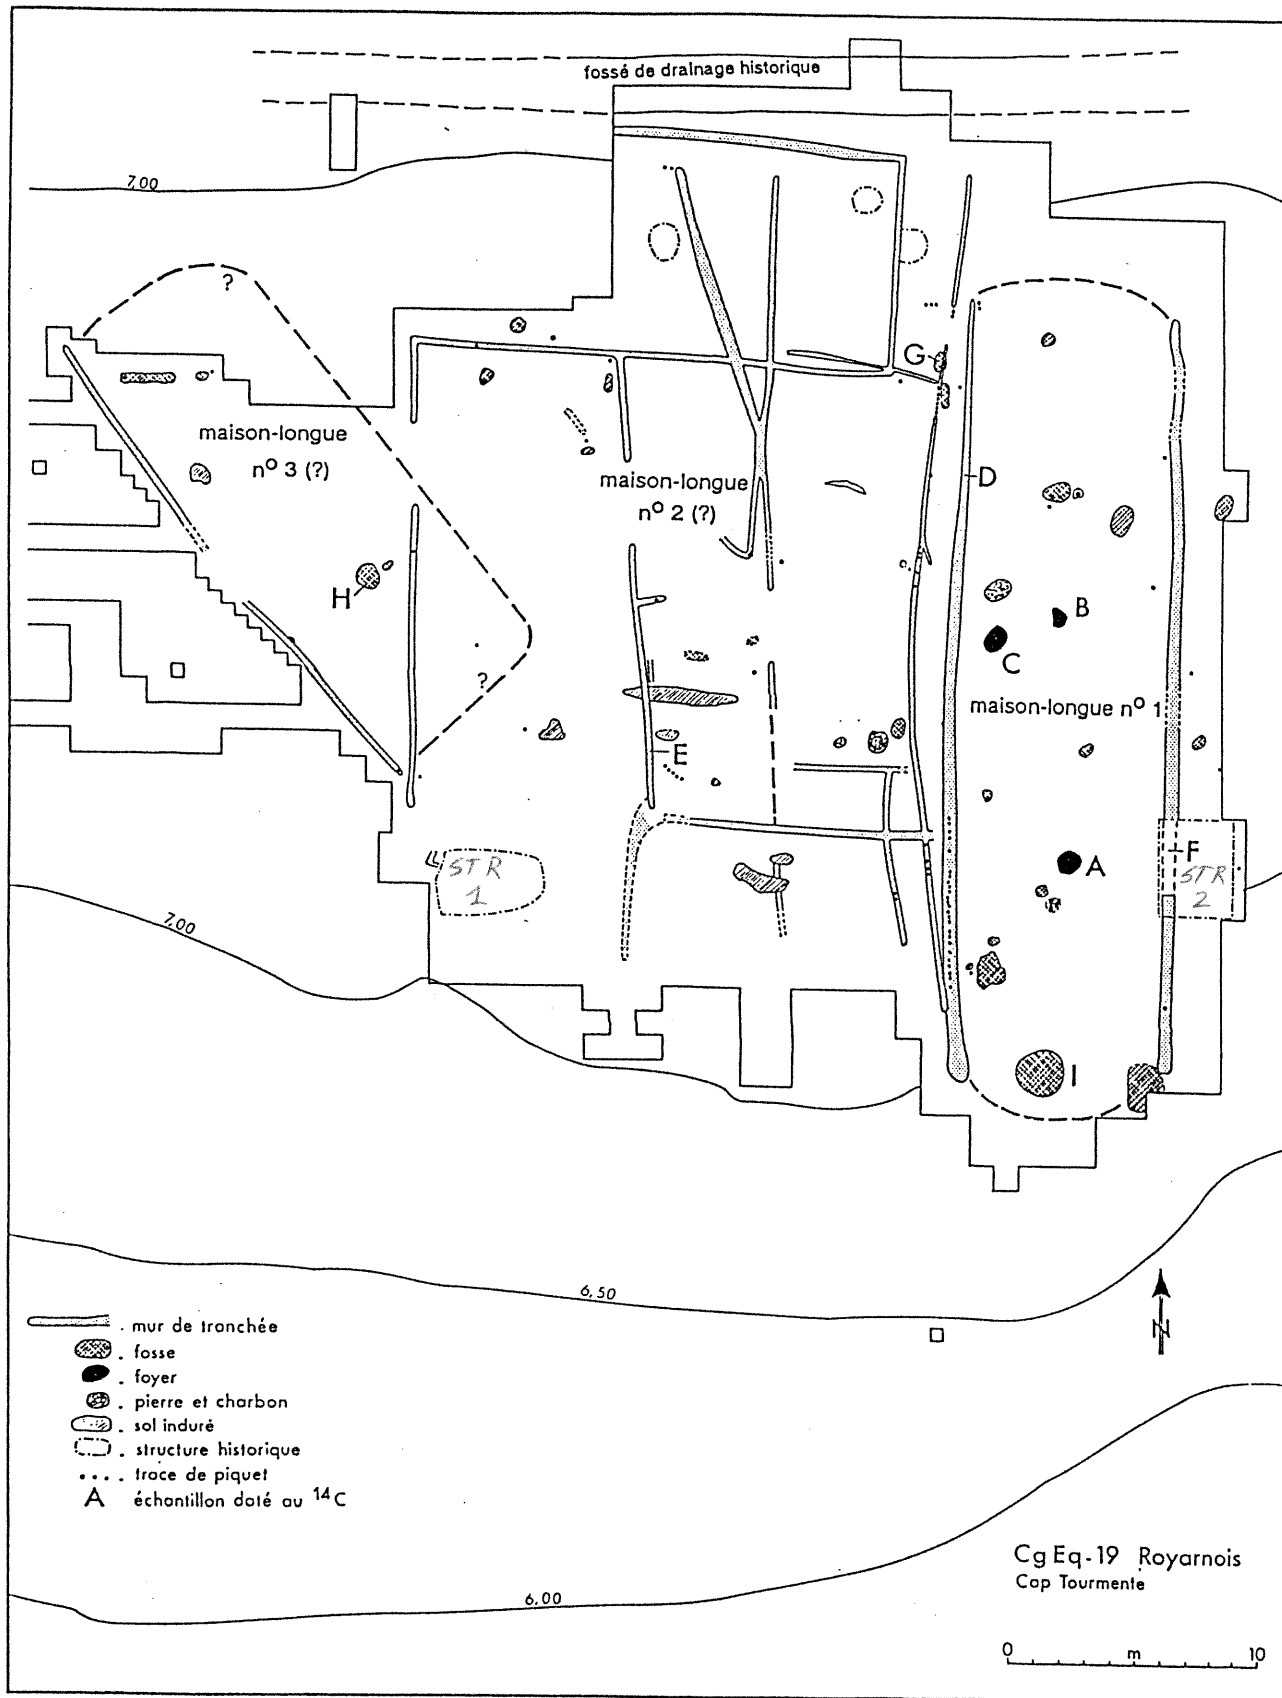 fossé de drainage historique
7,00
?
G
maison-longue
nº 3 (?)
maison-longue
nº 2 (?)
D
H
B
C
?
maison-longue nº 1
E
STR
1
A
F
STR
2
7,00
I
6,50
N
mur de tranchée
fosse
foyer
pierre et charbon
sol induré
structure historique
trace de piquet
A échantillon daté au ¹⁴C
Cg Eq-19 Royarnois
Cap Tourmente
6,00
0 m 10